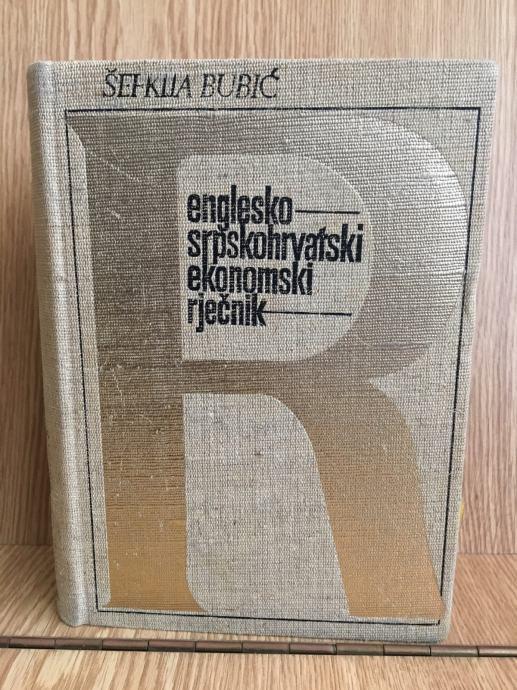 ŠEFKIJA BUBIĆ
R
englesko
srpskohrvatski
ekonomski
rječnik